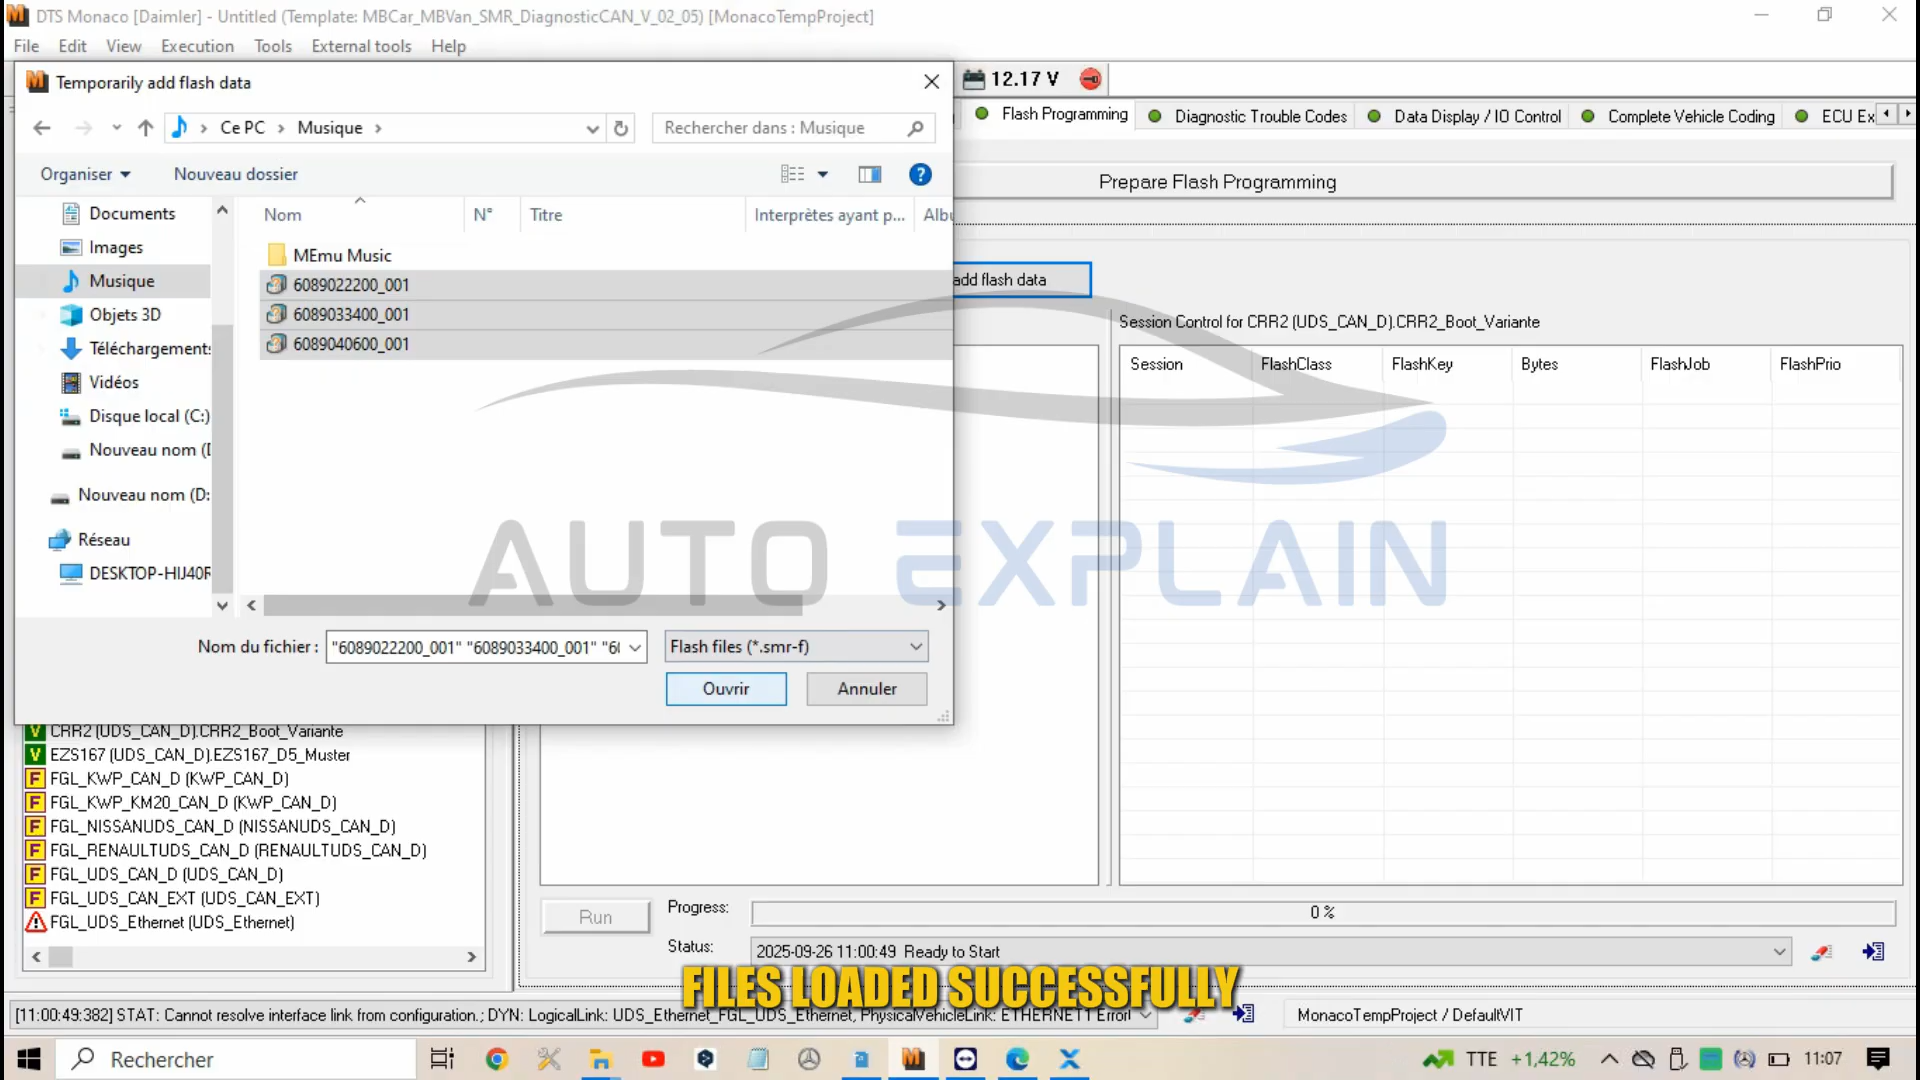 DTS Monaco [Daimler] - Untitled (Template: MBCar_MBVan_SMR_DiagnosticCAN_V_02_05) [MonacoTempProject]
File Edit View Execution Tools External tools Help
Temporarily add flash data
12.17 V
Ce PC > Musique >
Rechercher dans : Musique
Flash Programming
Diagnostic Trouble Codes
Data Display / IO Control
Complete Vehicle Coding
ECU Ex
Organiser
Nouveau dossier
Prepare Flash Programming
Nom
N°
Titre
Interprètes ayant p...
Documents
Images
Musique
Objets 3D
Téléchargements
Vidéos
Disque local (C:)
Nouveau nom (
Nouveau nom (D:
Réseau
DESKTOP-HIJ40
MEmu Music
6089022200_001
6089033400_001
6089040600_001
add flash data
Session Control for CRR2 (UDS_CAN_D).CRR2_Boot_Variante
Session FlashClass FlashKey Bytes FlashJob FlashPrio
AUTO EXPLAIN
Nom du fichier :
"6089022200_001" "6089033400_001" "6
Flash files (*.smr-f)
Ouvrir
Annuler
CRR2 (UDS_CAN_D).CRR2_Boot_Variante
EZS167 (UDS_CAN_D).EZS167_D5_Muster
FGL_KWP_CAN_D (KWP_CAN_D)
FGL_KWP_KM20_CAN_D (KWP_CAN_D)
FGL_NISSANUDS_CAN_D (NISSANUDS_CAN_D)
FGL_RENAULTUDS_CAN_D (RENAULTUDS_CAN_D)
FGL_UDS_CAN_D (UDS_CAN_D)
FGL_UDS_CAN_EXT (UDS_CAN_EXT)
FGL_UDS_Ethernet (UDS_Ethernet)
Run
Progress:
0 %
Status:
2025-09-26 11:00:49 Ready to Start
FILES LOADED SUCCESSFULLY
[11:00:49:382] STAT: Cannot resolve interface link from configuration.; DYN: LogicalLink: UDS_Ethernet_FGL_UDS_Ethernet, PhysicalVehicleLink: ETHERNET1 Error
MonacoTempProject / DefaultVIT
Rechercher
TTE +1,42%
11:07